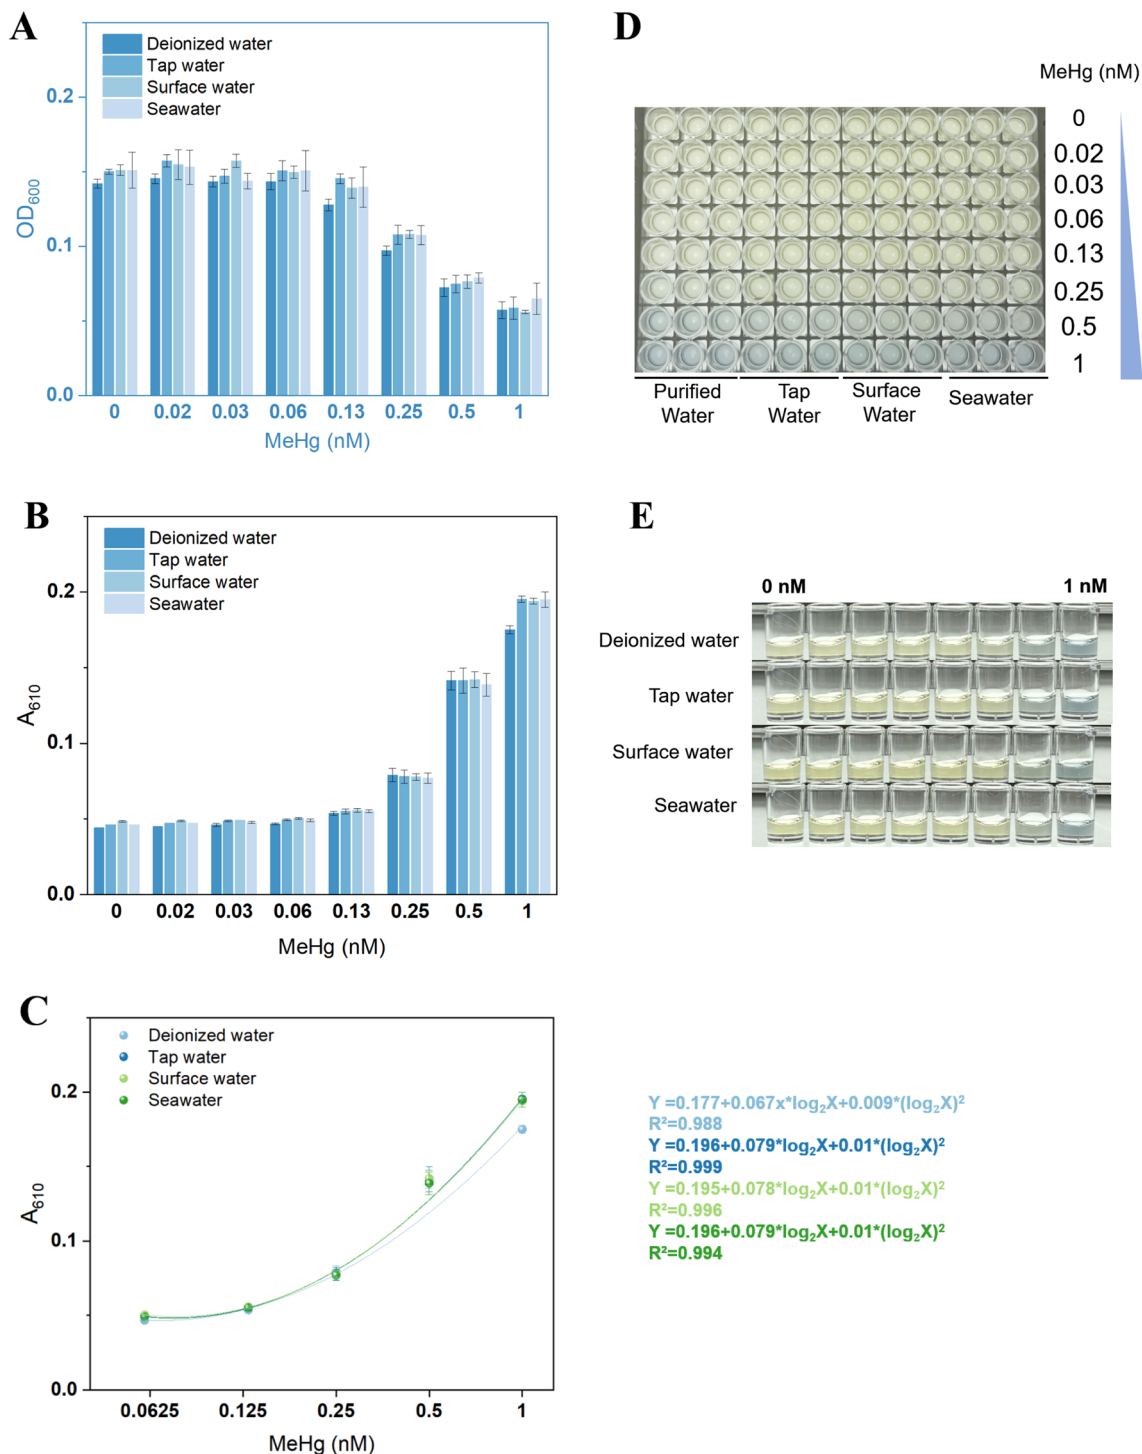 A
Deionized water
Tap water
Surface water
Seawater
0.2
0.1
0.0
OD₆₀₀
0 0.02 0.03 0.06 0.13 0.25 0.5 1
MeHg (nM)
D
MeHg (nM)
0
0.02
0.03
0.06
0.13
0.25
0.5
1
Purified Water
Tap Water
Surface Water
Seawater
B
Deionized water
Tap water
Surface water
Seawater
0.2
0.1
0.0
A₆₁₀
0 0.02 0.03 0.06 0.13 0.25 0.5 1
MeHg (nM)
E
0 nM 1 nM
Deionized water
Tap water
Surface water
Seawater
C
Deionized water
Tap water
Surface water
Seawater
0.2
0.1
0.0
A₆₁₀
0.0625 0.125 0.25 0.5 1
MeHg (nM)
Y =0.177+0.067x*log₂X+0.009*(log₂X)²
R²=0.988
Y =0.196+0.079*log₂X+0.01*(log₂X)²
R²=0.999
Y =0.195+0.078*log₂X+0.01*(log₂X)²
R²=0.996
Y =0.196+0.079*log₂X+0.01*(log₂X)²
R²=0.994